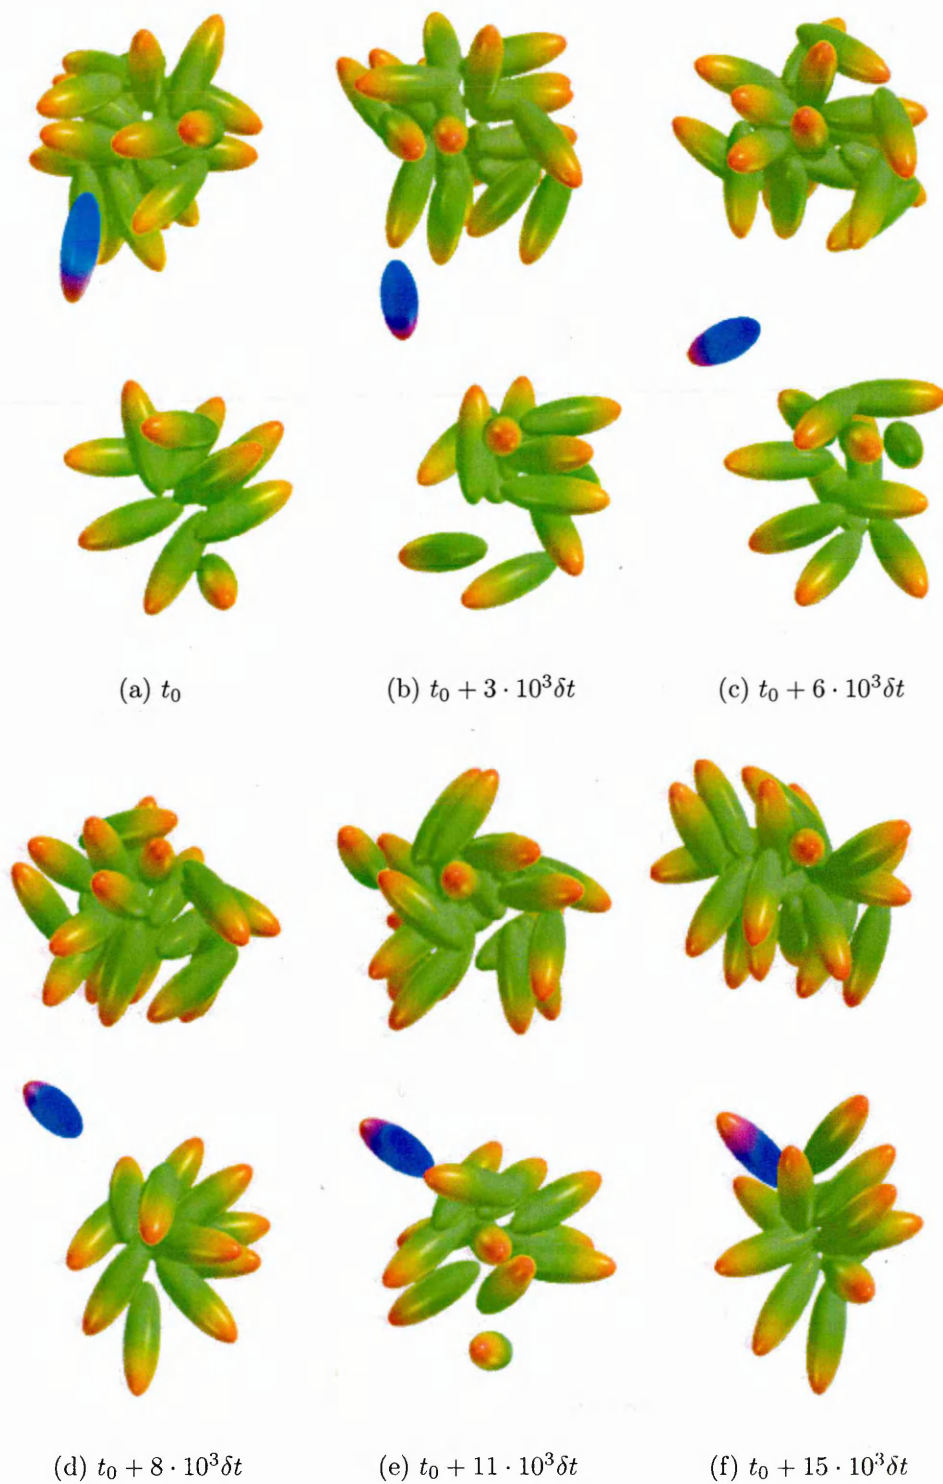 (a) t₀
(b) t₀ + 3 · 10³δt
(c) t₀ + 6 · 10³δt
(d) t₀ + 8 · 10³δt
(e) t₀ + 11 · 10³δt
(f) t₀ + 15 · 10³δt